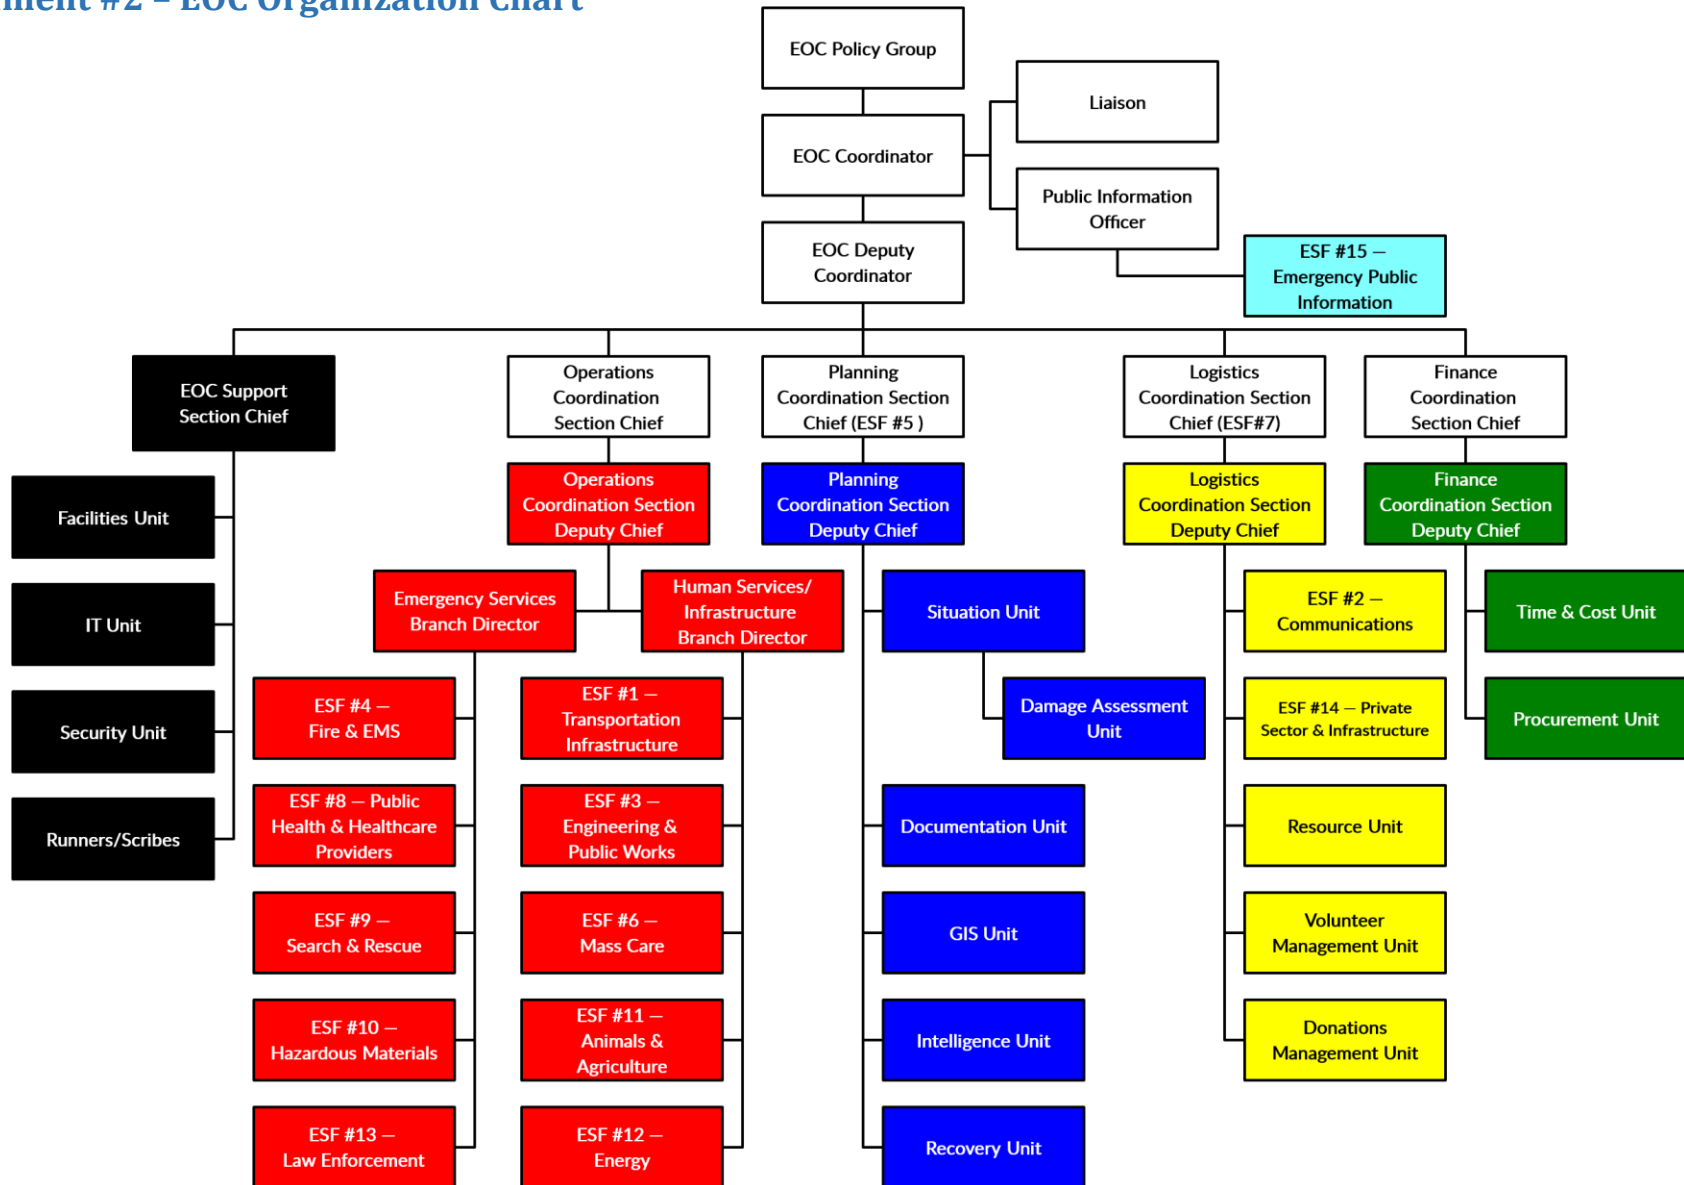 ment #2 – EOC Organization Chart
EOC Policy Group
Liaison
EOC Coordinator
Public Information
Officer
EOC Deputy
Coordinator
ESF #15 —
Emergency Public
Information
EOC Support
Section Chief
Operations
Coordination
Section Chief
Planning
Coordination Section
Chief (ESF #5 )
Logistics
Coordination Section
Chief (ESF#7)
Finance
Coordination
Section Chief
Operations
Coordination Section
Deputy Chief
Planning
Coordination Section
Deputy Chief
Logistics
Coordination Section
Deputy Chief
Finance
Coordination Section
Deputy Chief
Facilities Unit
IT Unit
Security Unit
Runners/Scribes
Emergency Services
Branch Director
Human Services/
Infrastructure
Branch Director
ESF #4 —
Fire & EMS
ESF #8 — Public
Health & Healthcare
Providers
ESF #9 —
Search & Rescue
ESF #10 —
Hazardous Materials
ESF #13 —
Law Enforcement
ESF #1 —
Transportation
Infrastructure
ESF #3 —
Engineering &
Public Works
ESF #6 —
Mass Care
ESF #11 —
Animals &
Agriculture
ESF #12 —
Energy
Situation Unit
Damage Assessment
Unit
Documentation Unit
GIS Unit
Intelligence Unit
Recovery Unit
ESF #2 —
Communications
ESF #14 — Private
Sector & Infrastructure
Resource Unit
Volunteer
Management Unit
Donations
Management Unit
Time & Cost Unit
Procurement Unit